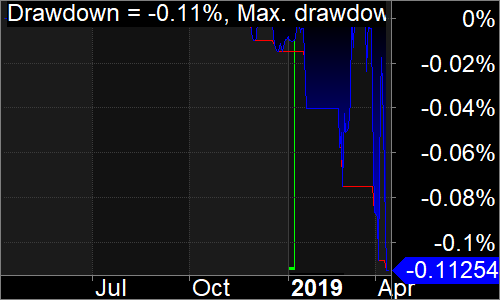 Drawdown = -0.11%, Max. drawdow
0%
-0.02%
-0.04%
-0.06%
-0.08%
-0.1%
-0.11254
Jul
Oct
2019
Apr